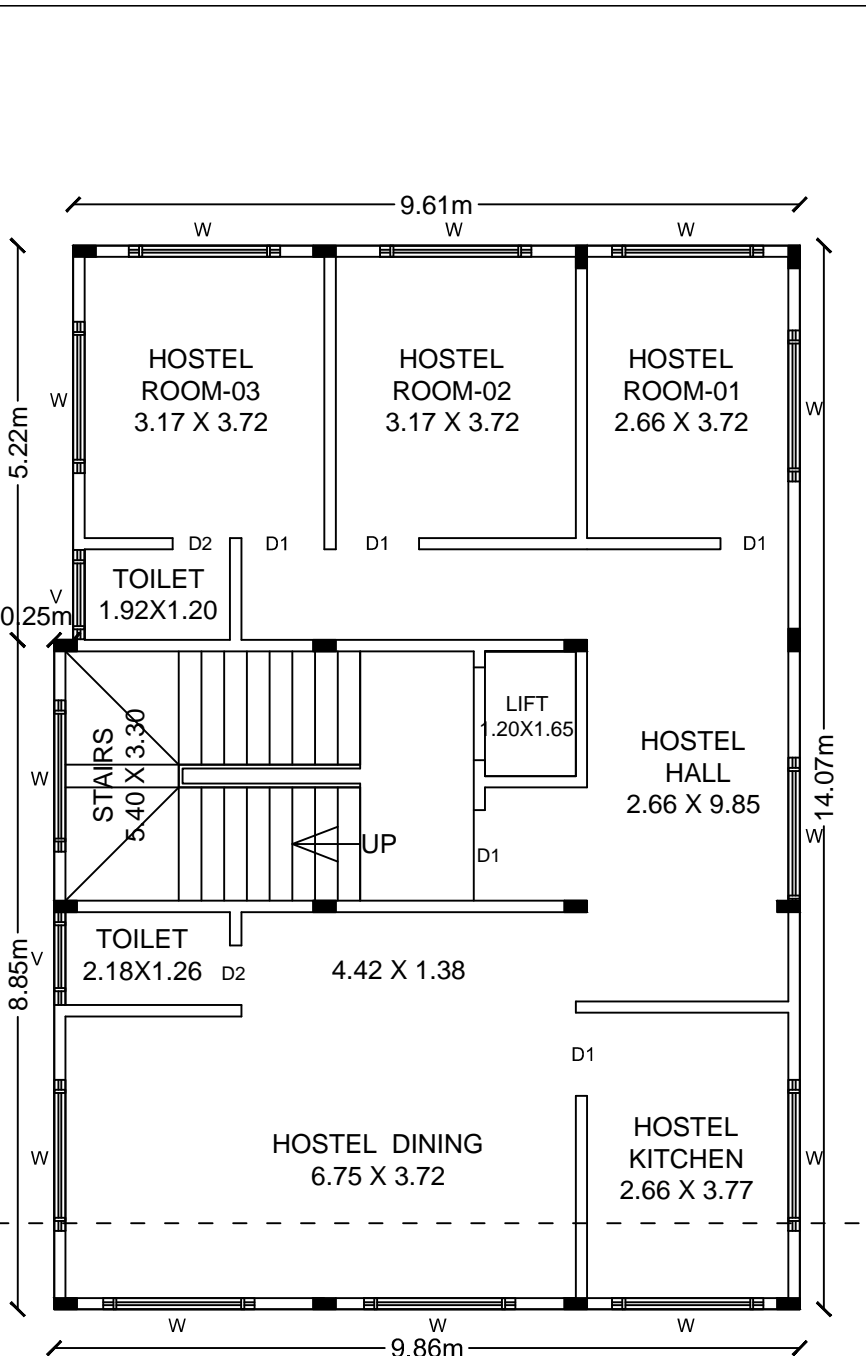 9.61m
W
W
W
HOSTEL
ROOM-03
3.17 X 3.72
HOSTEL
ROOM-02
3.17 X 3.72
HOSTEL
ROOM-01
2.66 X 3.72
W
W
5.22m
D2
D1
D1
D1
TOILET
1.92X1.20
V
0.25m
STAIRS
5.40 X 3.30
LIFT
1.20X1.65
HOSTEL
HALL
2.66 X 9.85
14.07m
W
W
UP
D1
TOILET
2.18X1.26
D2
4.42 X 1.38
V
8.85m
D1
HOSTEL DINING
6.75 X 3.72
HOSTEL
KITCHEN
2.66 X 3.77
W
W
W
W
W
9.86m